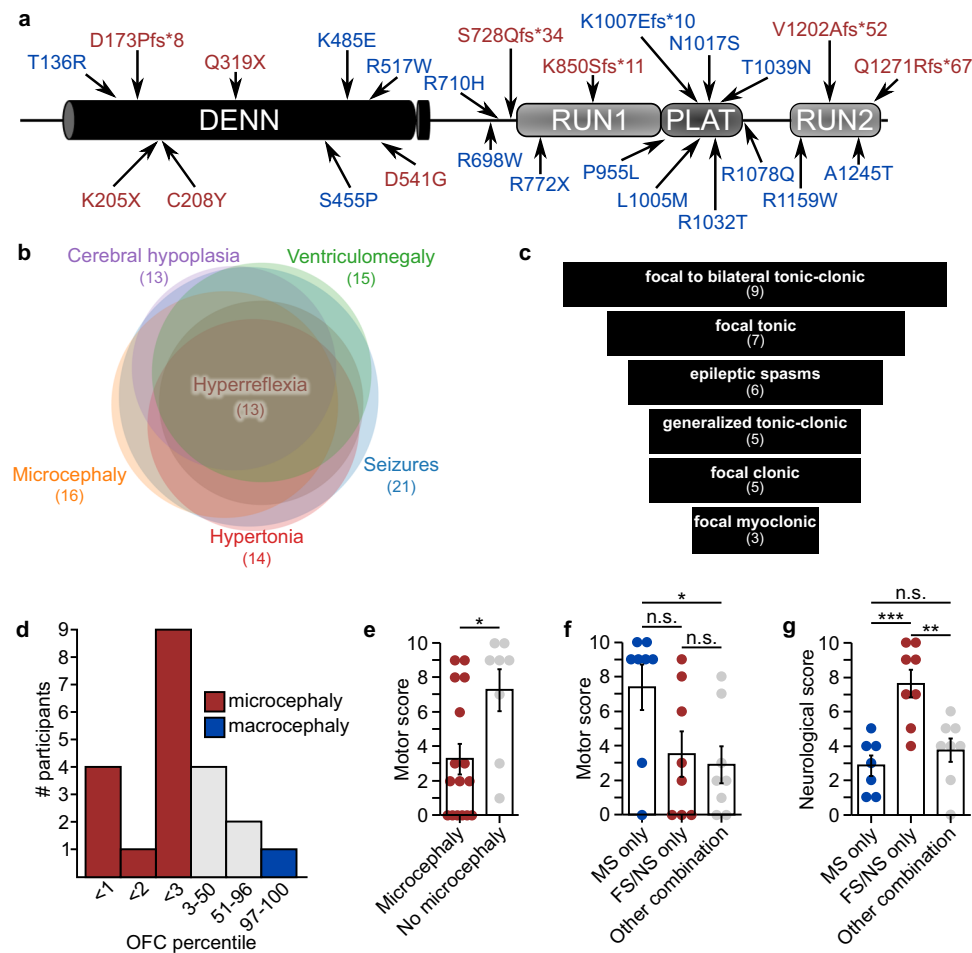 a
D173Pfs*8
T136R
Q319X
K485E
R517W
R710H
S728Qfs*34
K850Sfs*11
K1007Efs*10
N1017S
T1039N
V1202Afs*52
Q1271Rfs*67
DENN
RUN1
PLAT
RUN2
K205X
C208Y
S455P
D541G
R698W
R772X
P955L
L1005M
R1032T
R1078Q
R1159W
A1245T
b
Cerebral hypoplasia
(13)
Ventriculomegaly
(15)
Hyperreflexia
(13)
Microcephaly
(16)
Seizures
(21)
Hypertonia
(14)
c
focal to bilateral tonic-clonic
(9)
focal tonic
(7)
epileptic spasms
(6)
generalized tonic-clonic
(5)
focal clonic
(5)
focal myoclonic
(3)
d
# participants
9
8
7
6
5
4
3
2
1
microcephaly
macrocephaly
<1
<2
<3
3-50
51-96
97-100
OFC percentile
e
*
Motor score
10
8
6
4
2
0
Microcephaly
No microcephaly
f
*
n.s.
n.s.
Motor score
10
8
6
4
2
0
MS only
FS/NS only
Other combination
g
n.s.
***
**
Neurological score
10
8
6
4
2
0
MS only
FS/NS only
Other combination